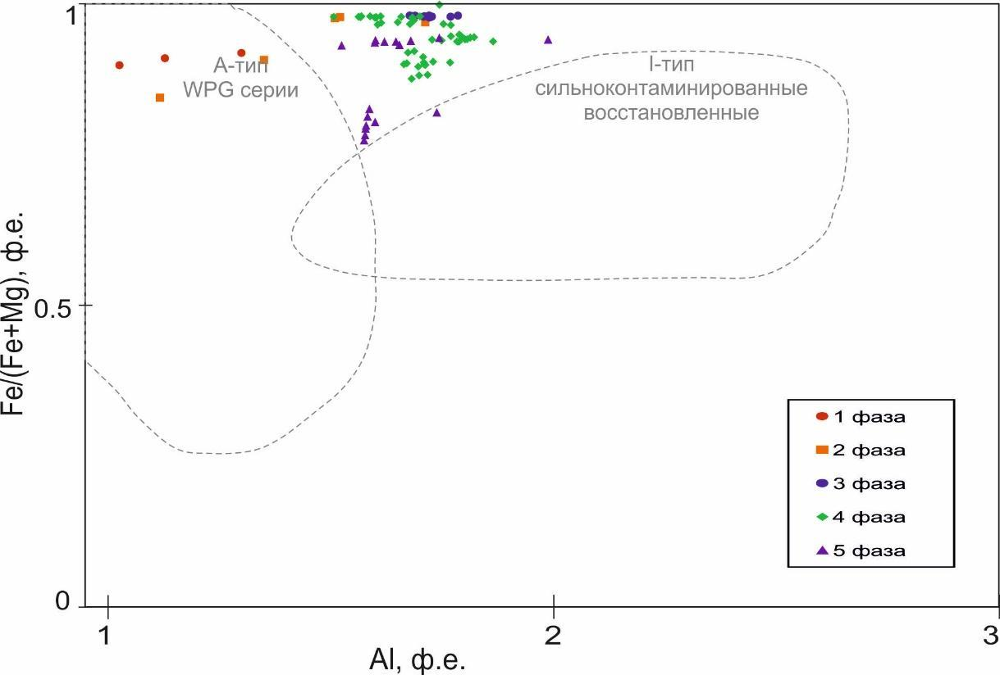 1
А-тип
WPG серии
I-тип
сильноконтаминированные
восстановленные
Fe/(Fe+Mg), ф.е.
0.5
1 фаза
2 фаза
3 фаза
4 фаза
5 фаза
0
1
2
3
Al, ф.е.